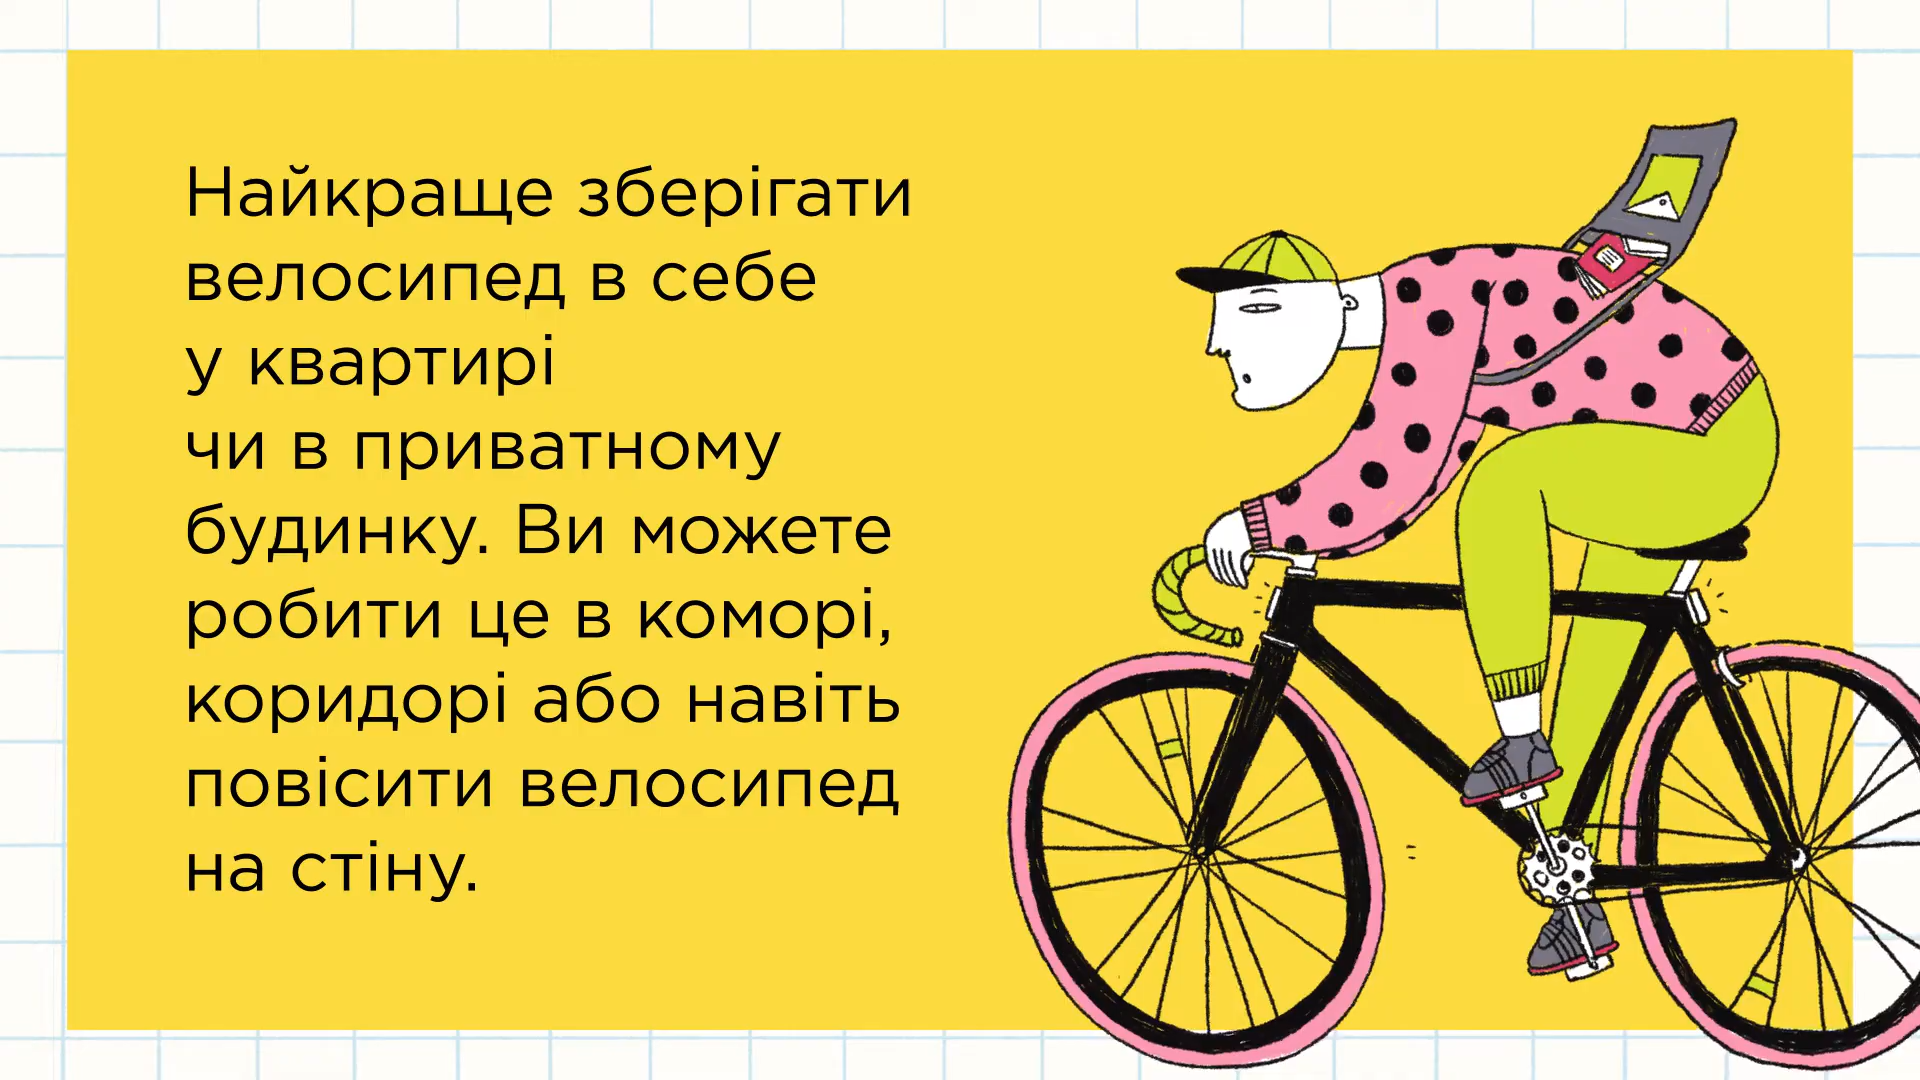 Найкраще зберігати
велосипед в себе
у квартирі
чи в приватному
будинку. Ви можете
робити це в коморі,
коридорі або навіть
повісити велосипед
на стіну.